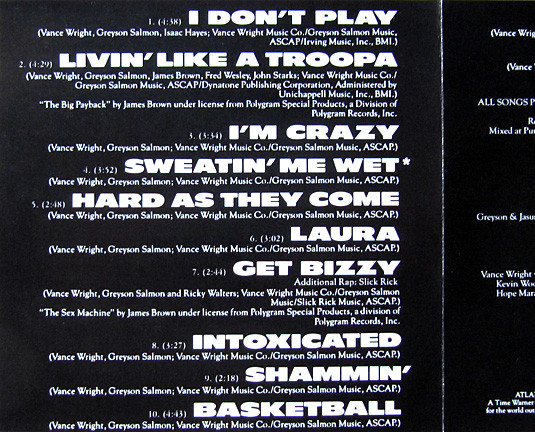 1. (4:38) I DON'T PLAY
(Vance Wright, Greyson Salmon, Isaac Hayes; Vance Wright Music Co./Greyson Salmon Music,
ASCAP/Irving Music, Inc., BMI.)
2. (4:29) LIVIN' LIKE A TROOPA
(Vance Wright, Greyson Salmon, James Brown, Fred Wesley, John Starks; Vance Wright Music Co./
Greyson Salmon Music, ASCAP/Dynatone Publishing Corporation, Administered by
Unichappell Music, Inc., BMI.)
"The Big Payback" by James Brown under license from Polygram Special Products, a Division of
Polygram Records, Inc.
3. (3:34) I'M CRAZY
(Vance Wright, Greyson Salmon; Vance Wright Music Co./Greyson Salmon Music, ASCAP.)
4. (3:52) SWEATIN' ME WET*
(Vance Wright, Greyson Salmon; Vance Wright Music Co./Greyson Salmon Music, ASCAP.)
5. (2:48) HARD AS THEY COME
(Vance Wright, Greyson Salmon; Vance Wright Music Co./Greyson Salmon Music, ASCAP.)
6. (3:02) LAURA
(Vance Wright, Greyson Salmon; Vance Wright Music Co./Greyson Salmon Music, ASCAP.)
7. (2:44) GET BIZZY
Additional Rap: Slick Rick
(Vance Wright, Greyson Salmon and Ricky Walters; Vance Wright Music Co./Greyson Salmon
Music/Slick Rick Music, ASCAP.)
"The Sex Machine" by James Brown under license from Polygram Special Products, a division of
Polygram Records, Inc.
8. (3:27) INTOXICATED
(Vance Wright, Greyson Salmon; Vance Wright Music Co./Greyson Salmon Music, ASCAP.)
9. (2:18) SHAMMIN'
(Vance Wright, Greyson Salmon; Vance Wright Music Co./Greyson Salmon Music, ASCAP.)
10. (4:43) BASKETBALL
(Vance Wright, Greyson Salmon; Vance Wright Music Co./Greyson Salmon Music, ASCAP.)
(Vance
ALL SONGS
Mixed at
Greyson &
Vance Wright
Kevin
Hope
A Time Warner
for the world